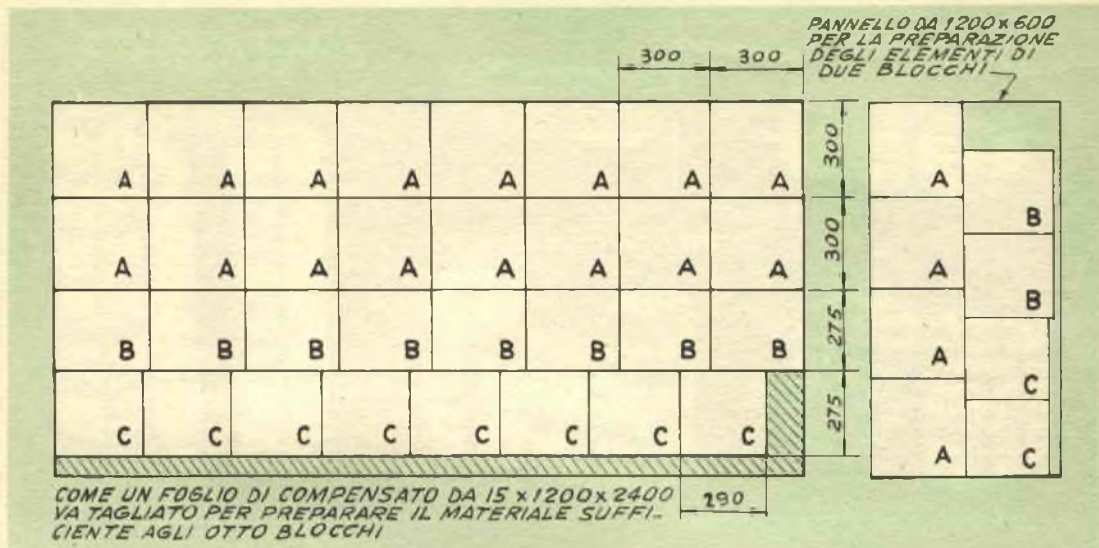 PANNELLO DA 1200 x 600
PER LA PREPARAZIONE
DEGLI ELEMENTI DI
DUE BLOCCHI
300 300
A A A A A A A A
300
A
A A A A A A A A
300
B
A
B B B B B B B B
275
B
A
C C C C C C C C
275
C
A
C
290
COME UN FOGLIO DI COMPENSATO DA 15 x 1200 x 2400
VA TAGLIATO PER PREPARARE IL MATERIALE SUFFI-
CIENTE AGLI OTTO BLOCCHI